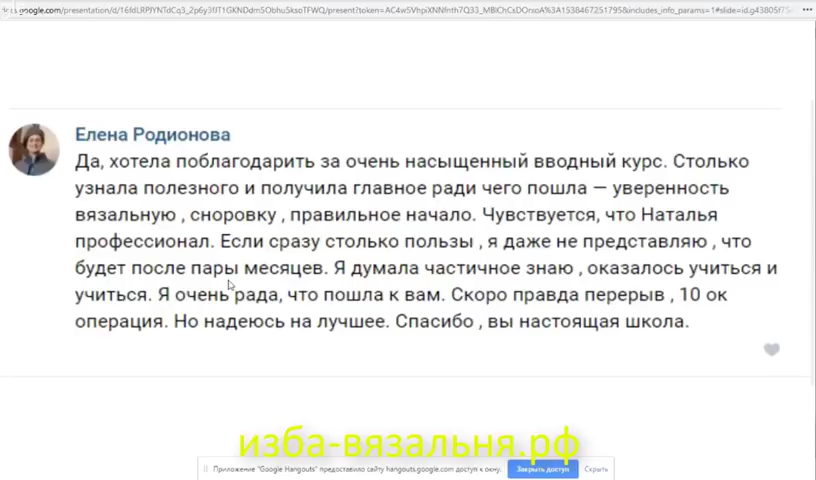 Елена Родионова
Да, хотела поблагодарить за очень насыщенный вводный курс. Столько
узнала полезного и получила главное ради чего пошла — уверенность
вязальную , сноровку , правильное начало. Чувствуется, что Наталья
профессионал. Если сразу столько пользы , я даже не представляю , что
будет после пары месяцев. Я думала частичное знаю , оказалось учиться и
учиться. Я очень рада, что пошла к вам. Скоро правда перерыв , 10 ок
операция. Но надеюсь на лучшее. Спасибо , вы настоящая школа.
изба-вязальня.рф
Приложение "Google Hangouts" предоставило сайту hangouts.google.com доступ к окну. Закрыть доступ Скрыть